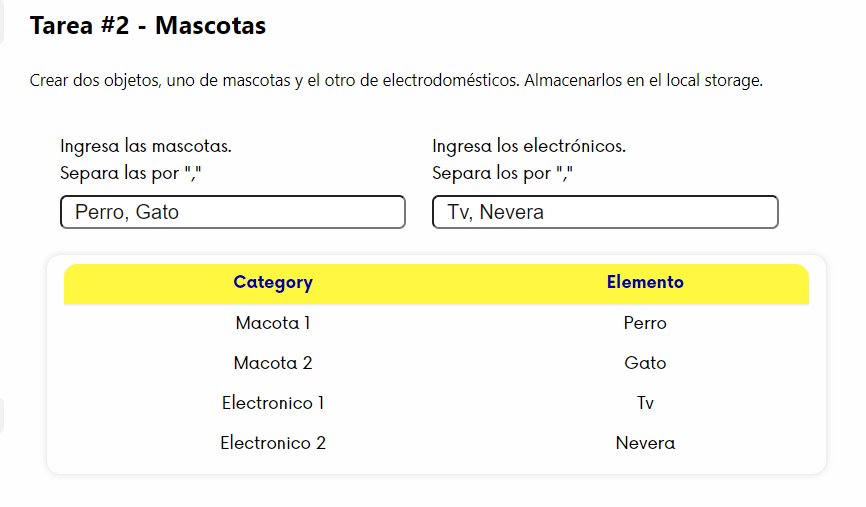 Tarea #2 - Mascotas
Crear dos objetos, uno de mascotas y el otro de electrodomésticos. Almacenarlos en el local storage.
Ingresa las mascotas.
Separa las por ","
Perro, Gato
Ingresa los electrónicos.
Separa los por ","
Tv, Nevera
Category Elemento
Macota 1 Perro
Macota 2 Gato
Electronico 1 Tv
Electronico 2 Nevera